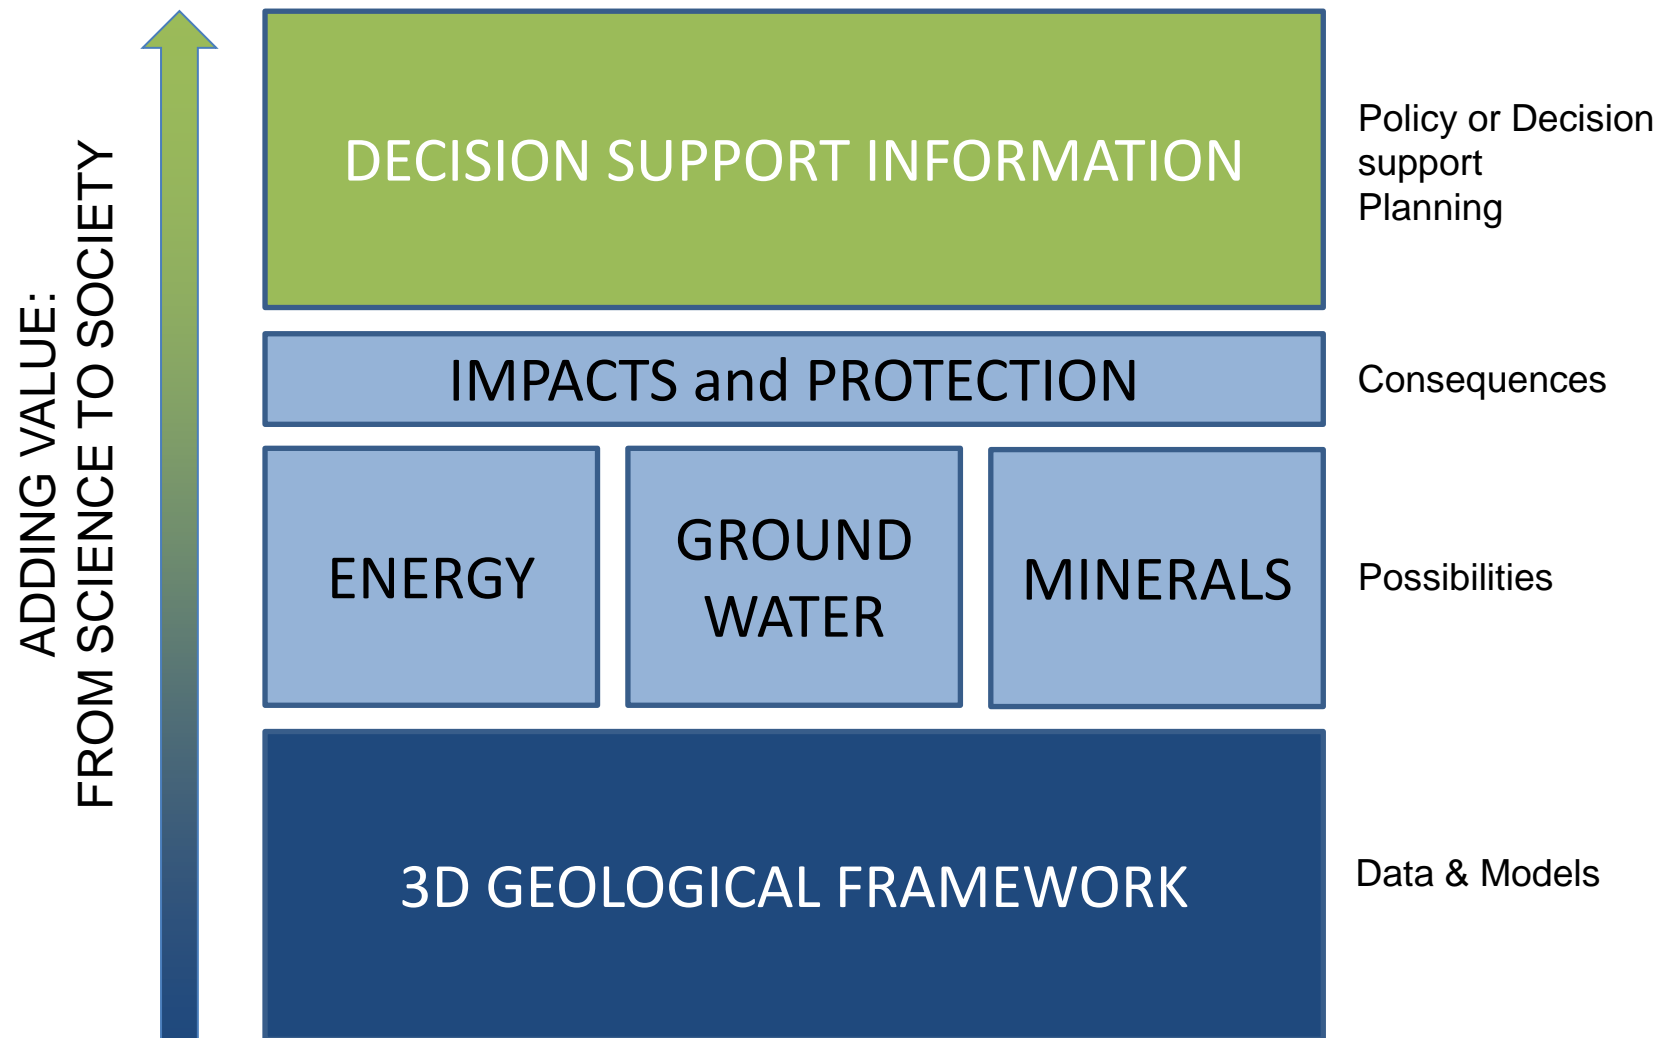 ADDING VALUE:
FROM SCIENCE TO SOCIETY
DECISION SUPPORT INFORMATION
Policy or Decision
support
Planning
IMPACTS and PROTECTION
Consequences
ENERGY
GROUND
WATER
MINERALS
Possibilities
3D GEOLOGICAL FRAMEWORK
Data & Models